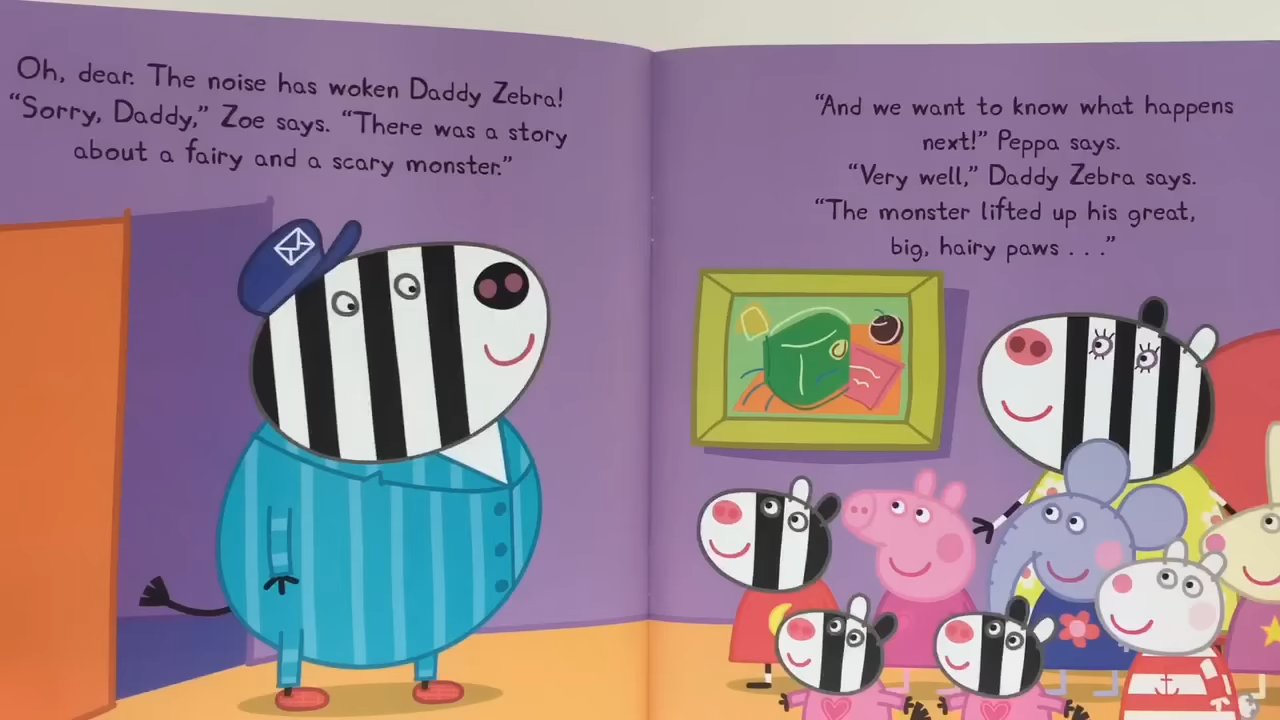 Oh, dear. The noise has woken Daddy Zebra!
“Sorry, Daddy,” Zoe says. “There was a story
about a fairy and a scary monster.”
“And we want to know what happens
next!” Peppa says.
“Very well,” Daddy Zebra says.
“The monster lifted up his great,
big, hairy paws . . .”